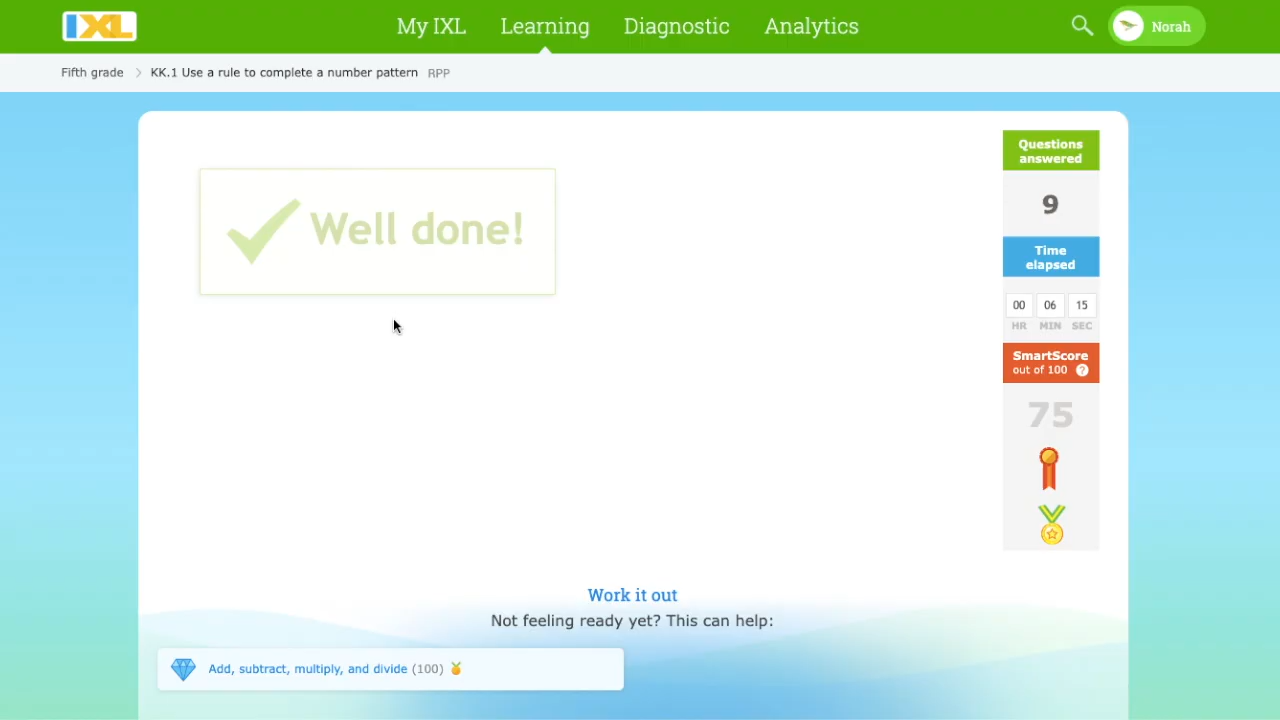 IXL
My IXL Learning Diagnostic Analytics Norah
Fifth grade > KK.1 Use a rule to complete a number pattern RPP
Well done!
Questions
answered
9
Time
elapsed
00 06 15
HR MIN SEC
SmartScore
out of 100 ?
75
Work it out
Not feeling ready yet? This can help:
Add, subtract, multiply, and divide (100)